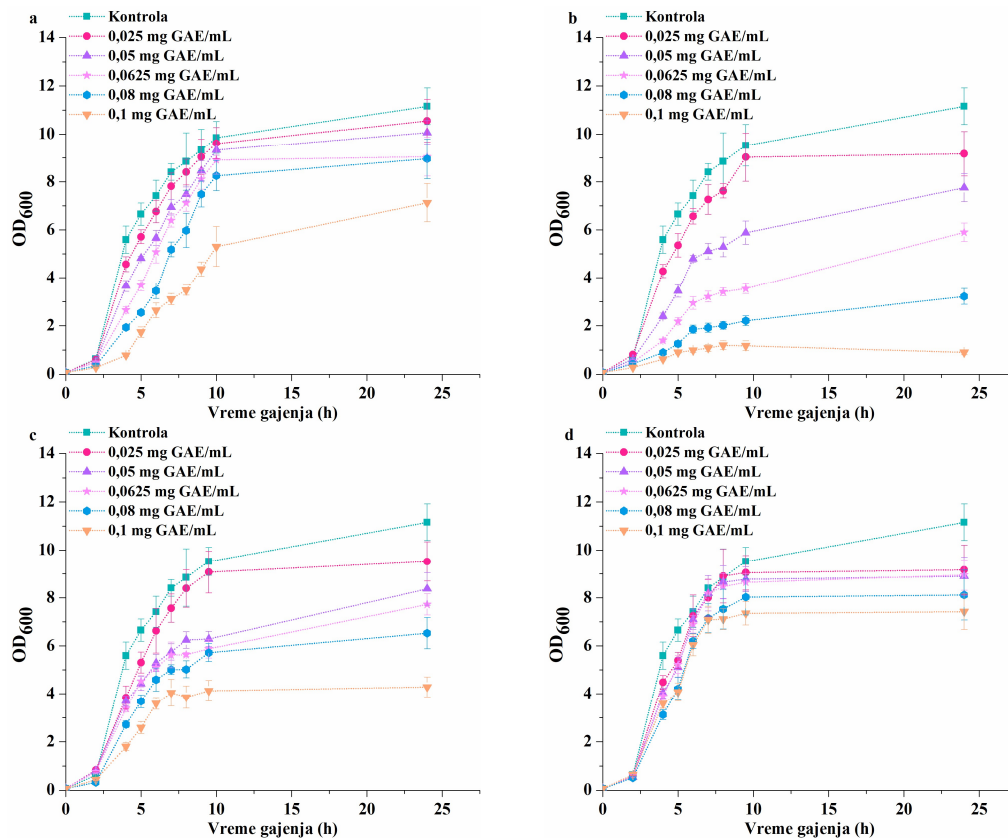 a
Kontrola
0,025 mg GAE/mL
0,05 mg GAE/mL
0,0625 mg GAE/mL
0,08 mg GAE/mL
0,1 mg GAE/mL
14
12
10
8
6
4
2
0
OD600
0 5 10 15 20 25
Vreme gajenja (h)
b
Kontrola
0,025 mg GAE/mL
0,05 mg GAE/mL
0,0625 mg GAE/mL
0,08 mg GAE/mL
0,1 mg GAE/mL
14
12
10
8
6
4
2
0
OD600
0 5 10 15 20 25
Vreme gajenja (h)
c
Kontrola
0,025 mg GAE/mL
0,05 mg GAE/mL
0,0625 mg GAE/mL
0,08 mg GAE/mL
0,1 mg GAE/mL
14
12
10
8
6
4
2
0
OD600
0 5 10 15 20 25
Vreme gajenja (h)
d
Kontrola
0,025 mg GAE/mL
0,05 mg GAE/mL
0,0625 mg GAE/mL
0,08 mg GAE/mL
0,1 mg GAE/mL
14
12
10
8
6
4
2
0
OD600
0 5 10 15 20 25
Vreme gajenja (h)